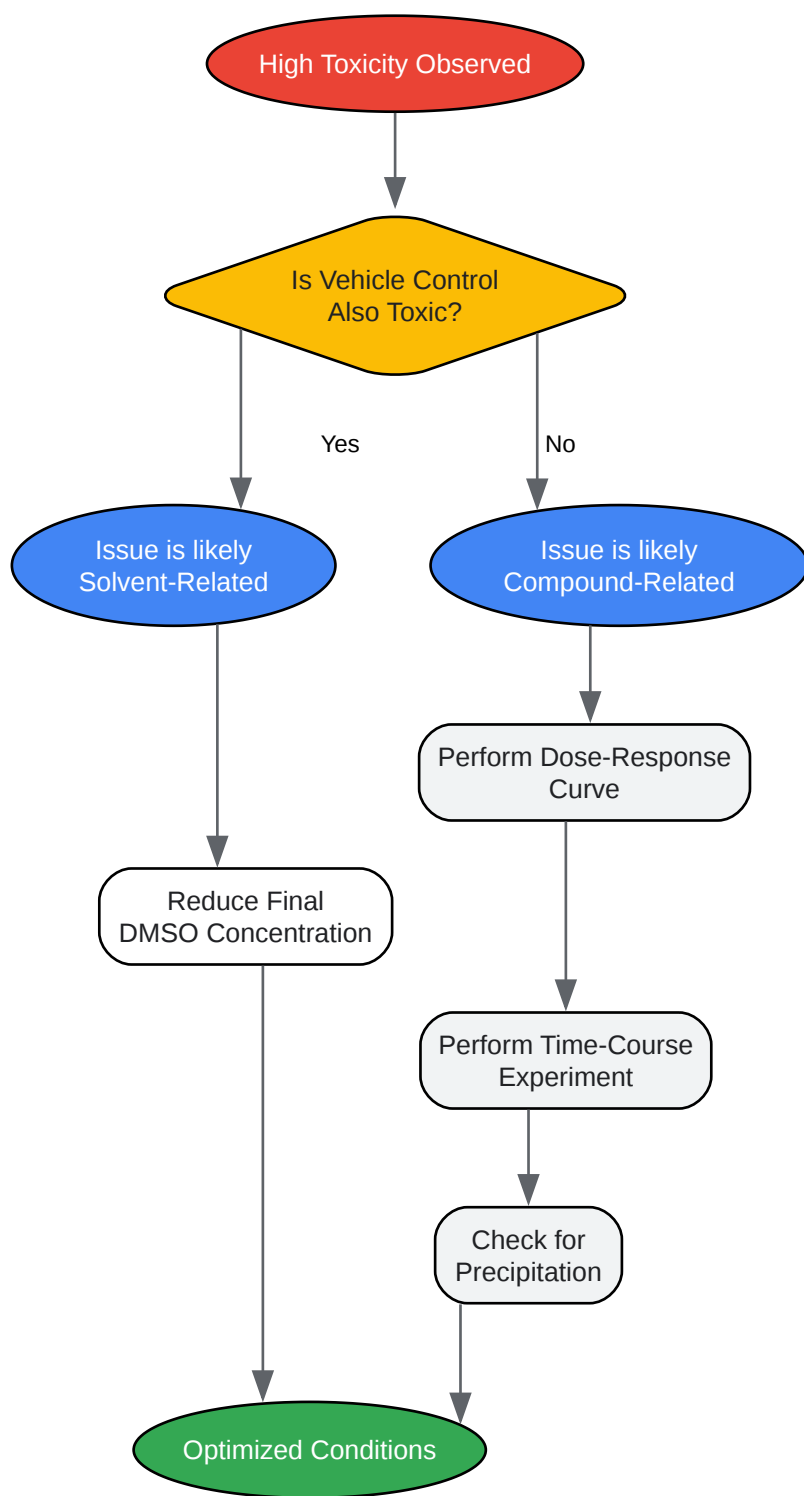 High Toxicity Observed
Is Vehicle Control
Also Toxic?
Yes
No
Issue is likely
Solvent-Related
Issue is likely
Compound-Related
Perform Dose-Response
Curve
Reduce Final
DMSO Concentration
Perform Time-Course
Experiment
Check for
Precipitation
Optimized Conditions